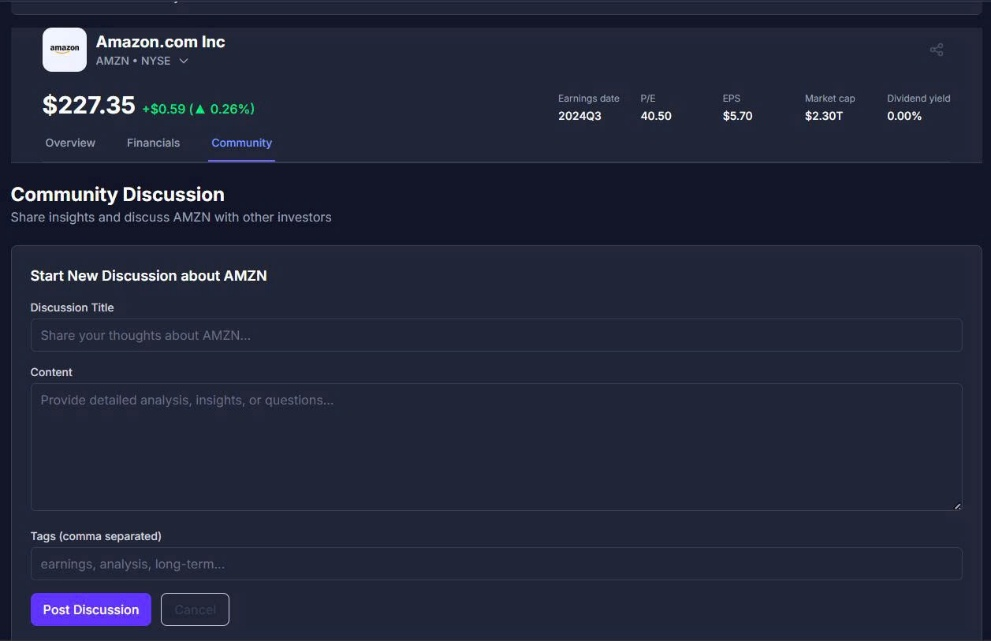 amazon
Amazon.com Inc
AMZN • NYSE
$227.35 +$0.59 (▲ 0.26%)
Earnings date P/E EPS Market cap Dividend yield
2024Q3 40.50 $5.70 $2.30T 0.00%
Overview Financials Community
Community Discussion
Share insights and discuss AMZN with other investors
Start New Discussion about AMZN
Discussion Title
Share your thoughts about AMZN...
Content
Provide detailed analysis, insights, or questions...
Tags (comma separated)
earnings, analysis, long-term...
Post Discussion Cancel